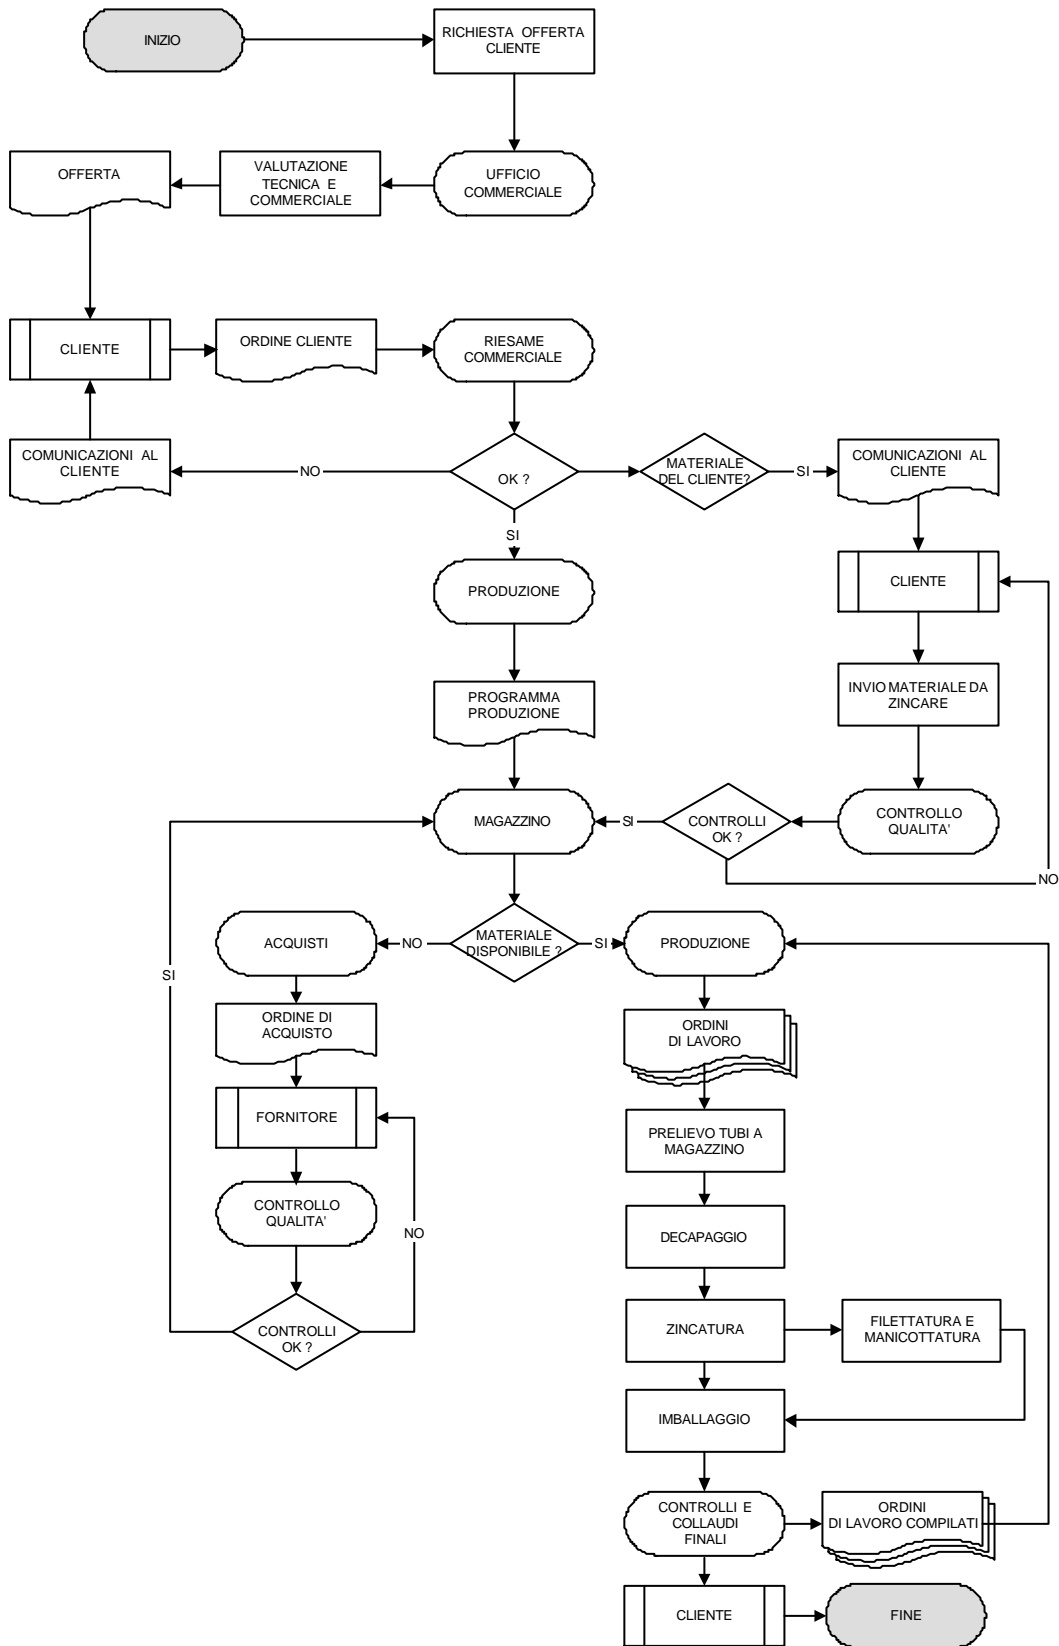 INIZIO
RICHIESTA OFFERTA
CLIENTE
OFFERTA
VALUTAZIONE
TECNICA E
COMMERCIALE
UFFICIO
COMMERCIALE
CLIENTE
ORDINE CLIENTE
RIESAME
COMMERCIALE
COMUNICAZIONI AL
CLIENTE
NO
OK ?
MATERIALE
DEL CLIENTE?
SI
COMUNICAZIONI AL
CLIENTE
SI
PRODUZIONE
CLIENTE
PROGRAMMA
PRODUZIONE
INVIO MATERIALE DA
ZINCARE
MAGAZZINO
SI
CONTROLLI
OK ?
CONTROLLO
QUALITA'
NO
ACQUISTI
NO
MATERIALE
DISPONIBILE ?
SI
PRODUZIONE
SI
ORDINE DI
ACQUISTO
ORDINI
DI LAVORO
FORNITORE
PRELIEVO TUBI A
MAGAZZINO
CONTROLLO
QUALITA'
NO
DECAPAGGIO
CONTROLLI
OK ?
ZINCATURA
FILETTATURA E
MANICOTTATURA
IMBALLAGGIO
CONTROLLI E
COLLAUDI
FINALI
ORDINI
DI LAVORO COMPILATI
CLIENTE
FINE